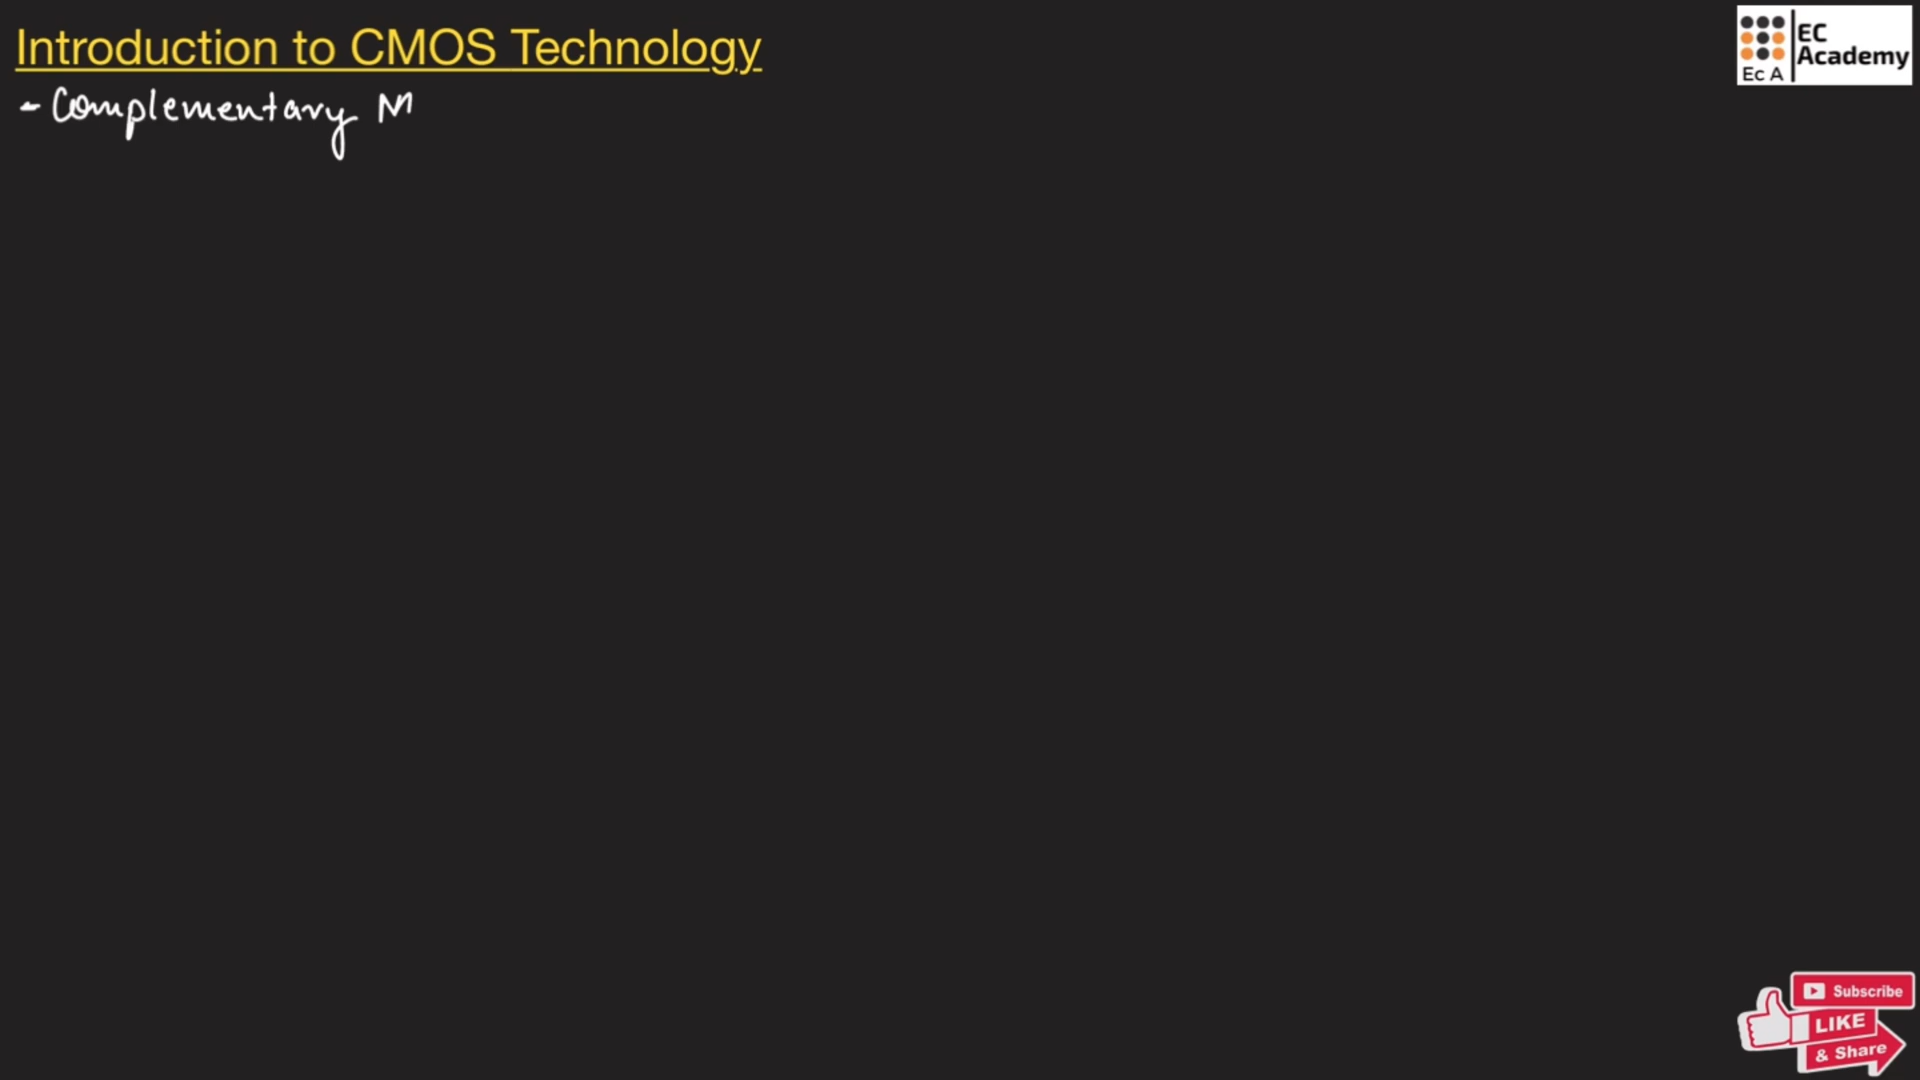 Introduction to CMOS Technology
EC
Academy
Ec A
- Complementary M
Subscribe
LIKE
& Share